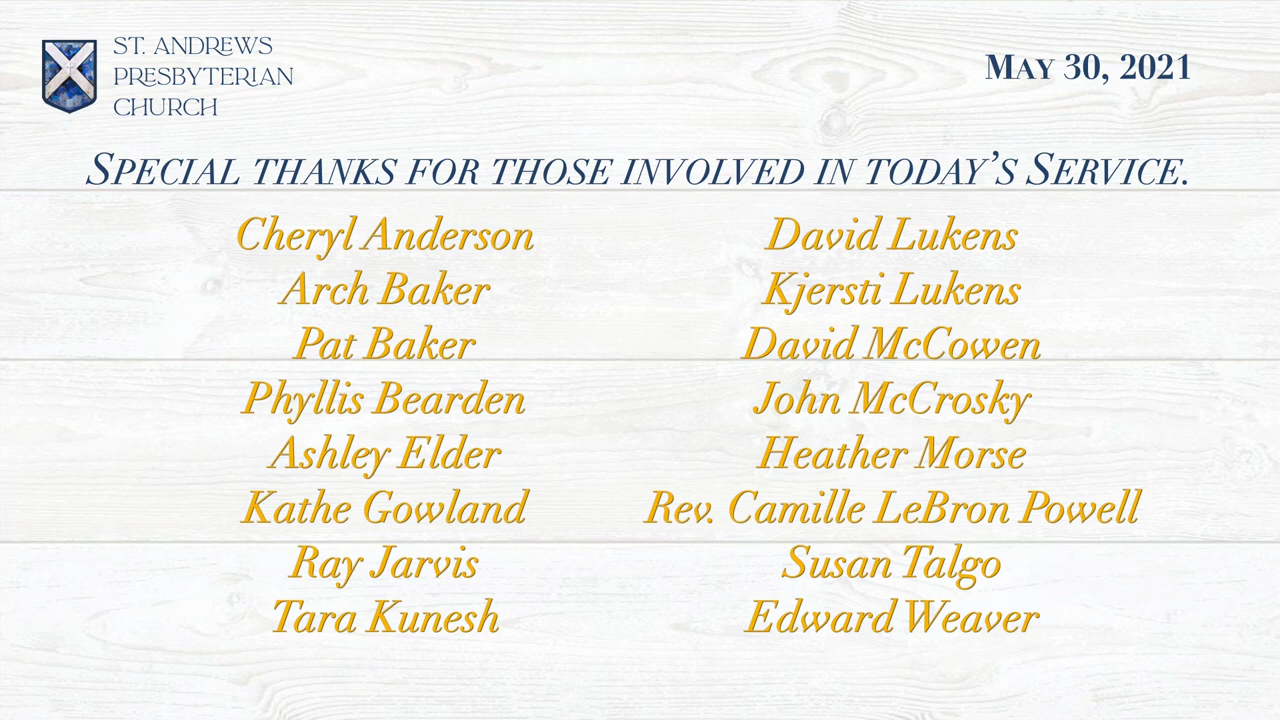 ST. ANDREWS
PRESBYTERIAN
CHURCH
MAY 30, 2021
SPECIAL THANKS FOR THOSE INVOLVED IN TODAY'S SERVICE.
Cheryl Anderson
Arch Baker
Pat Baker
Phyllis Bearden
Ashley Elder
Kathe Gowland
Ray Jarvis
Tara Kunesh
David Lukens
Kjersti Lukens
David McCowen
John McCrosky
Heather Morse
Rev. Camille LeBron Powell
Susan Talgo
Edward Weaver